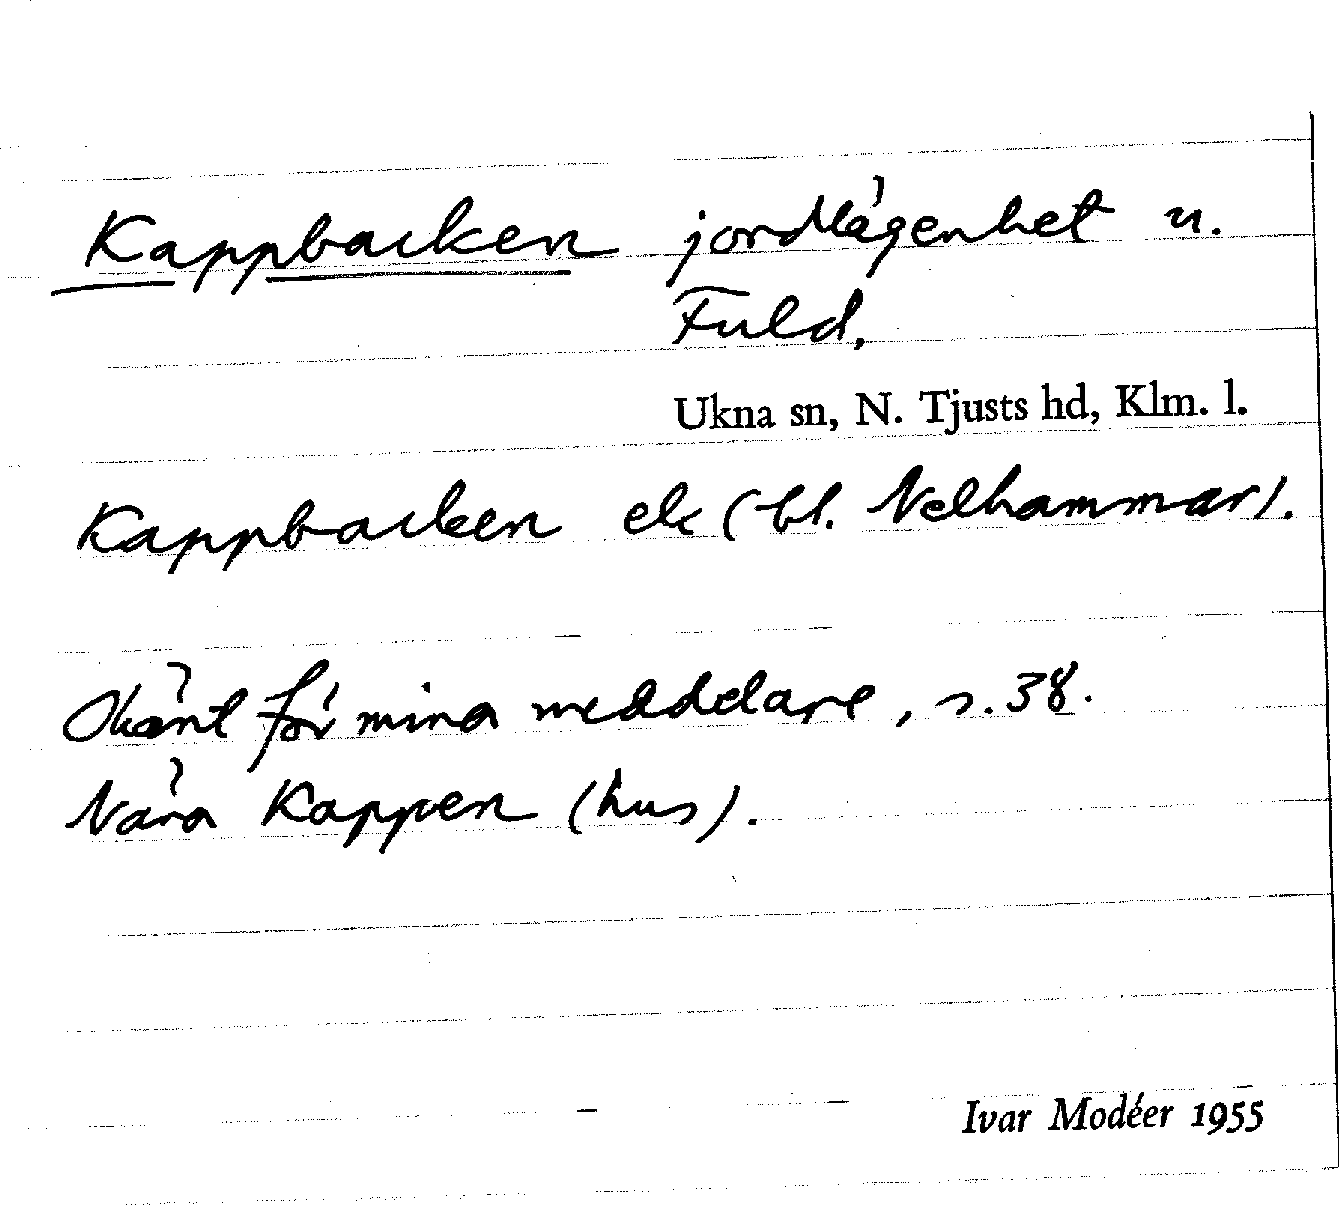 Kappbacken jordlägenhet u.
Fuld,
Ukna sn, N. Tjusts hd, Klm. l.
Kappbacken ek (bl. Nelhammar).
Okänt för mina meddelare, s. 38.
Nära Kappen (hus).
Ivar Modéer 1955